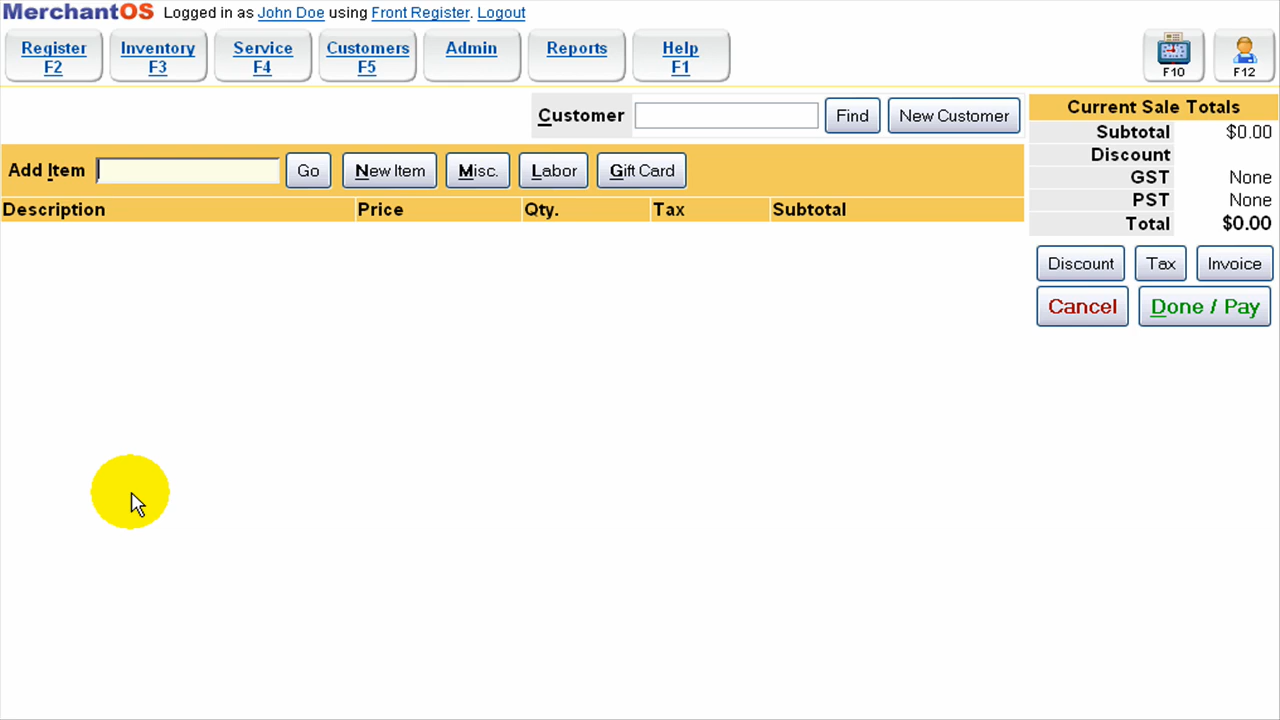 MerchantOS Logged in as John Doe using Front Register. Logout
Register F2
Inventory F3
Service F4
Customers F5
Admin
Reports
Help F1
F10
F12
Customer Find New Customer
Add Item Go New Item Misc. Labor Gift Card
Description Price Qty. Tax Subtotal
Current Sale Totals
Subtotal $0.00
Discount
GST None
PST None
Total $0.00
Discount Tax Invoice
Cancel Done / Pay